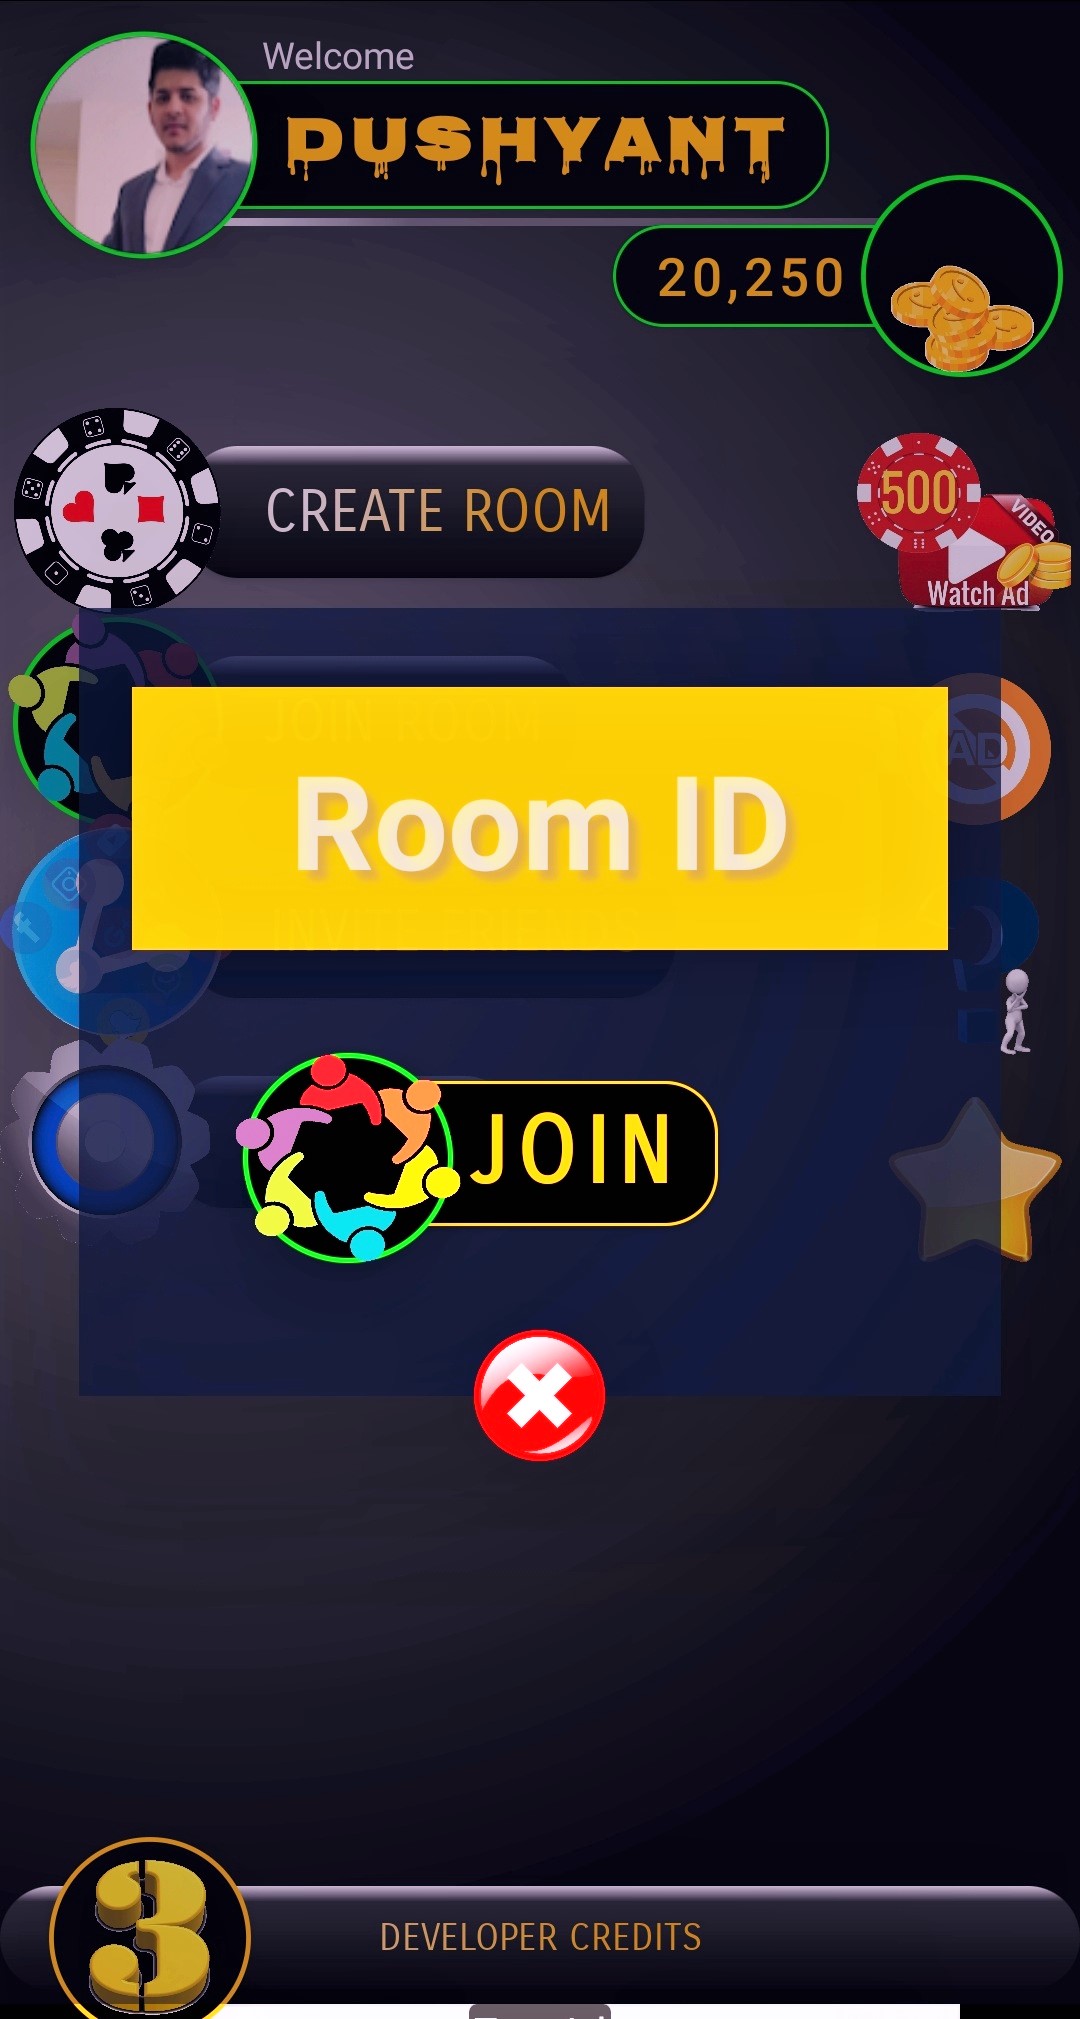 Welcome
DUSHYANT
20,250
CREATE ROOM
500
VIDEO
Watch Ad
JOIN ROOM
AD
Room ID
INVITE FRIENDS
JOIN
3
DEVELOPER CREDITS